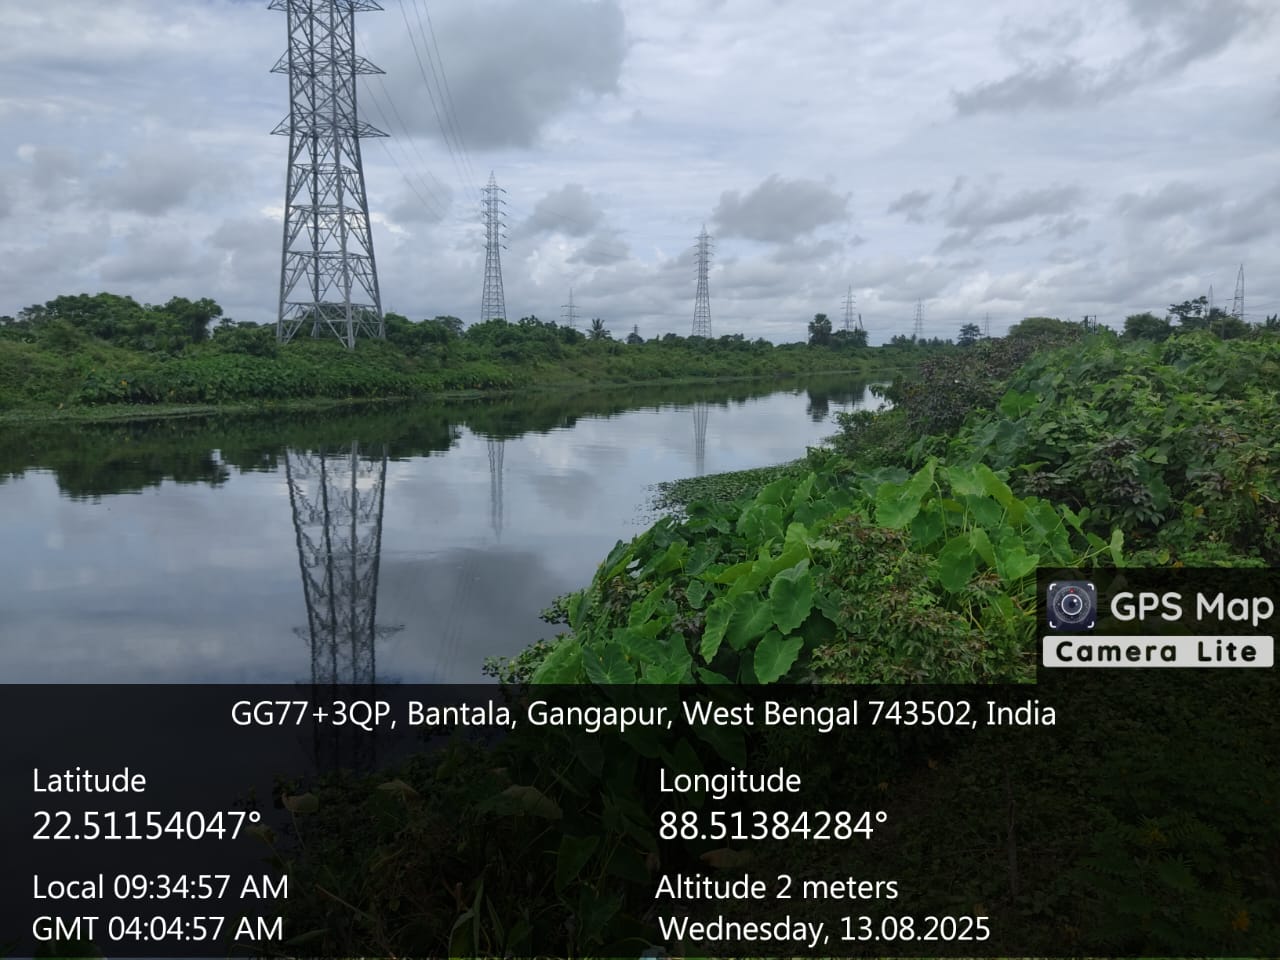 GPS Map
Camera Lite
GG77+3QP, Bantala, Gangapur, West Bengal 743502, India
Latitude
22.51154047°
Longitude
88.51384284°
Local 09:34:57 AM
GMT 04:04:57 AM
Altitude 2 meters
Wednesday, 13.08.2025